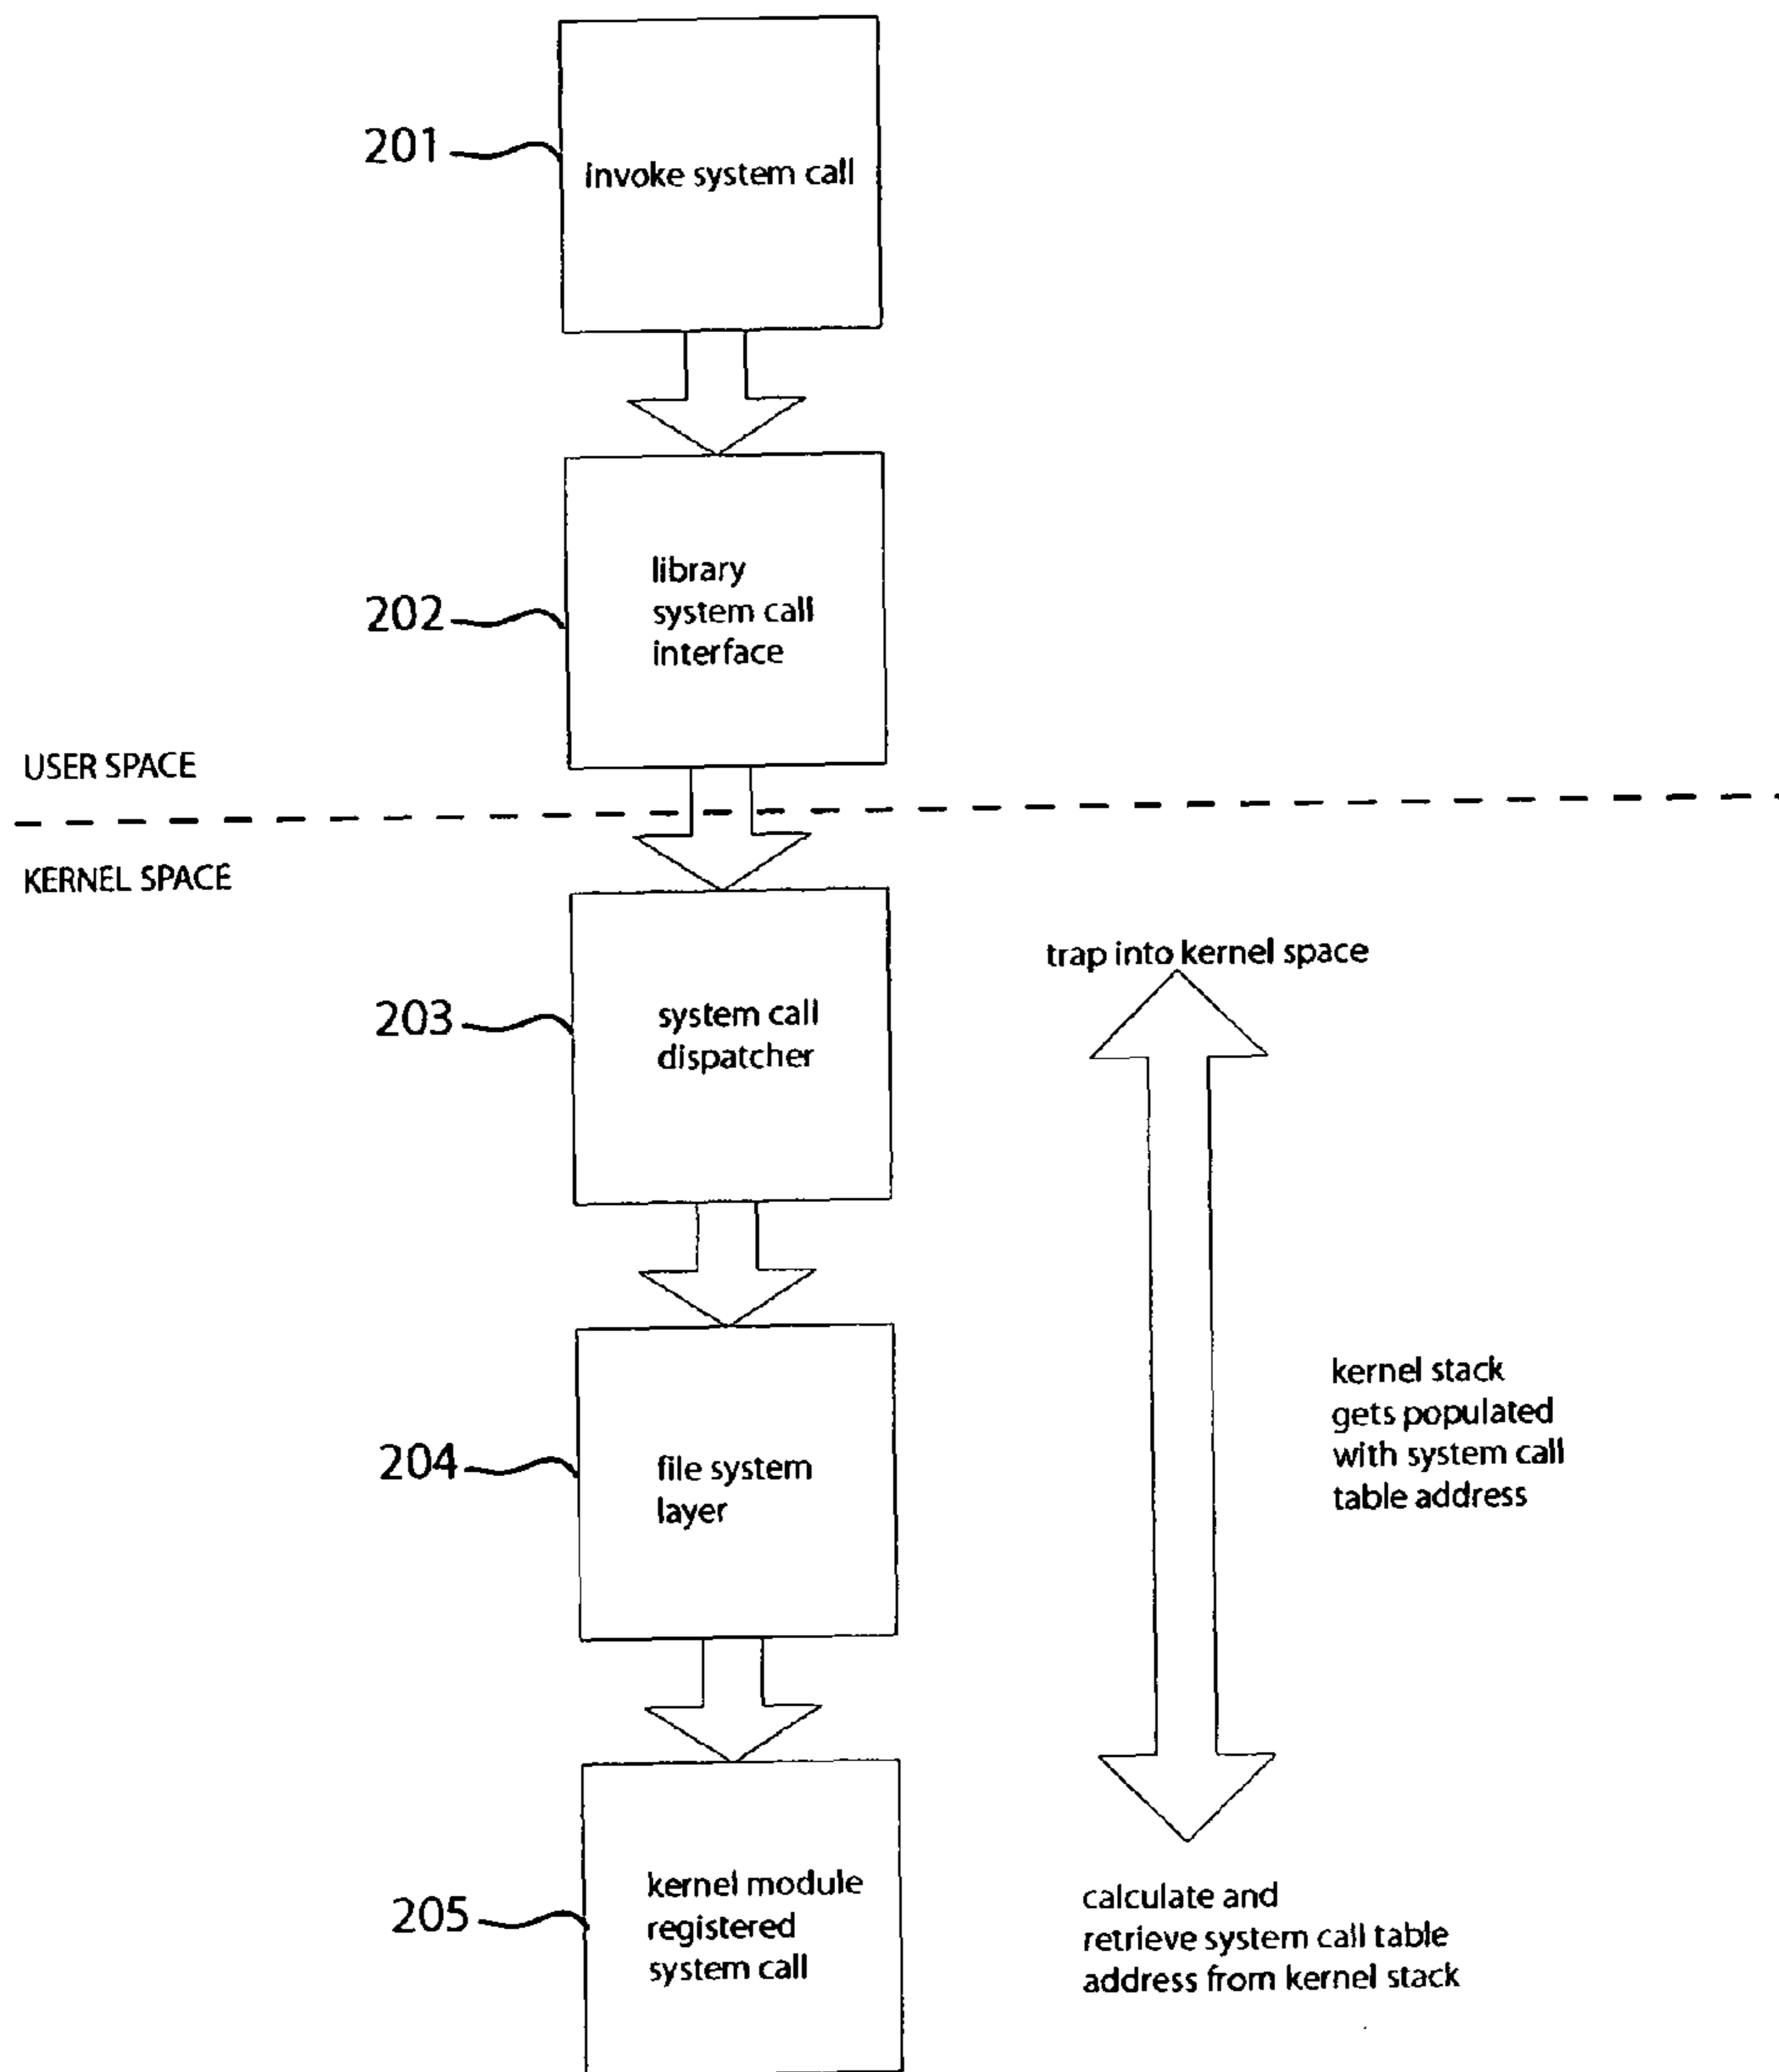 201
invoke system call
202
library
system call
interface
USER SPACE
KERNEL SPACE
trap into kernel space
203
system call
dispatcher
kernel stack
gets populated
with system call
table address
204
file system
layer
205
kernel module
registered
system call
calculate and
retrieve system call table
address from kernel stack